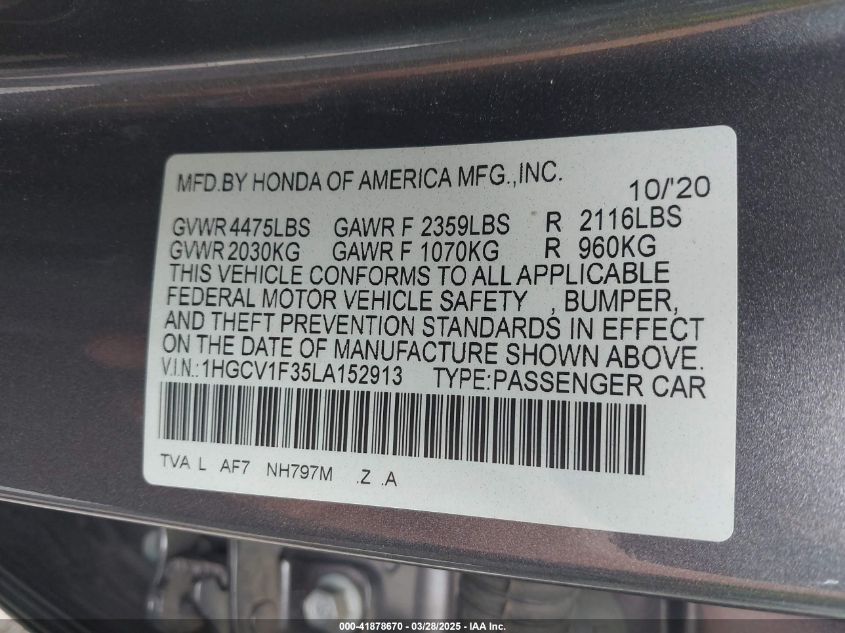 MFD.BY HONDA OF AMERICA MFG.,INC. 10/'20
GVWR 4475LBS GAWR F 2359LBS R 2116LBS
GVWR 2030KG GAWR F 1070KG R 960KG
THIS VEHICLE CONFORMS TO ALL APPLICABLE
FEDERAL MOTOR VEHICLE SAFETY , BUMPER,
AND THEFT PREVENTION STANDARDS IN EFFECT
ON THE DATE OF MANUFACTURE SHOWN ABOVE.
V.I.N.:1HGCV1F35LA152913 TYPE:PASSENGER CAR
TVA L AF7 NH797M .Z .A
000-41878670 - 03/28/2025 - IAA Inc.